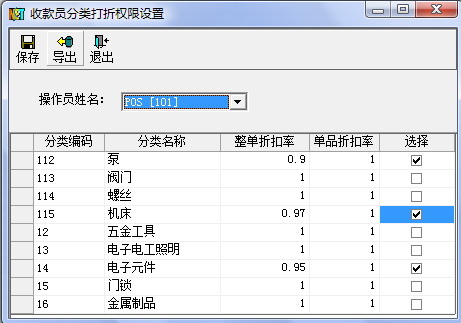 收款员分类打折权限设置
保存 导出 退出
操作员姓名: POS [101]
分类编码 分类名称 整单折扣率 单品折扣率 选择
112 泵 0.9 1
113 阀门 1 1
114 螺丝 1 1
115 机床 0.97 1
12 五金工具 1 1
13 电子电工照明 1 1
14 电子元件 0.95 1
15 门锁 1 1
16 金属制品 1 1